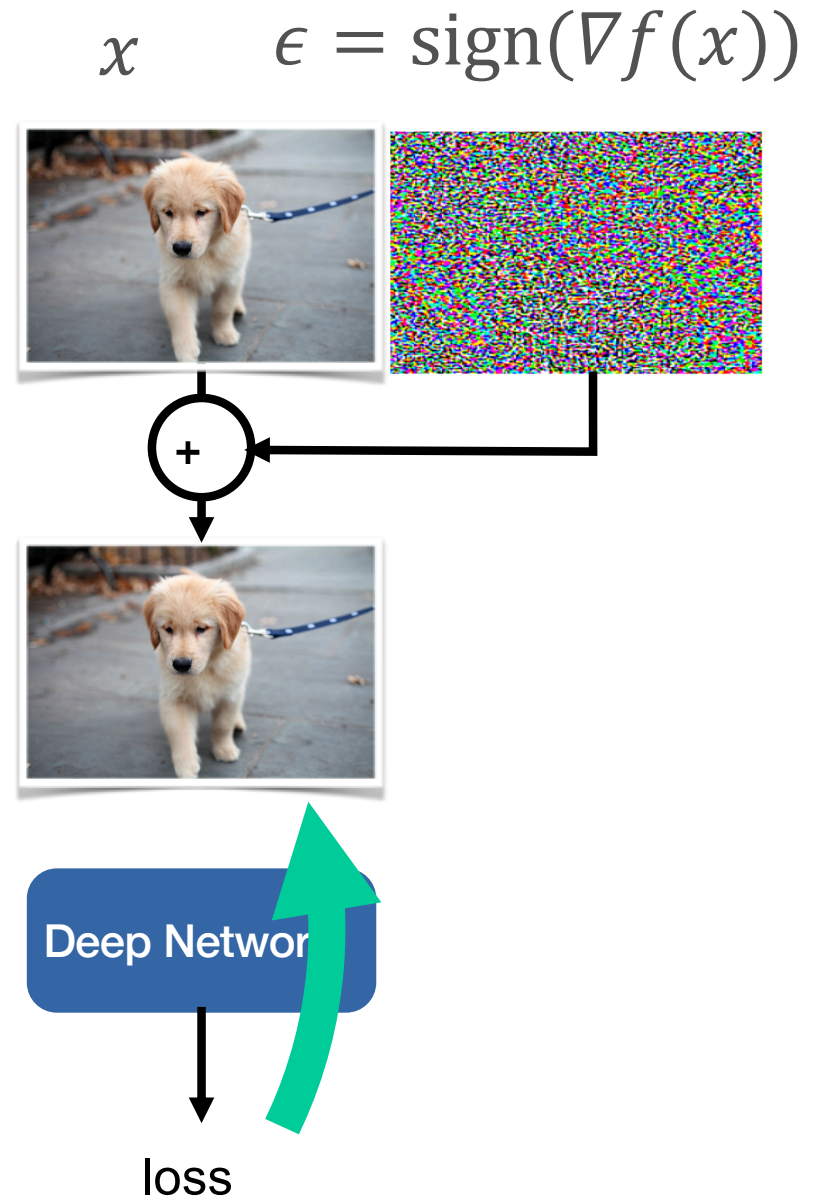 x
ϵ = sign(∇f(x))
+
Deep Networ
loss